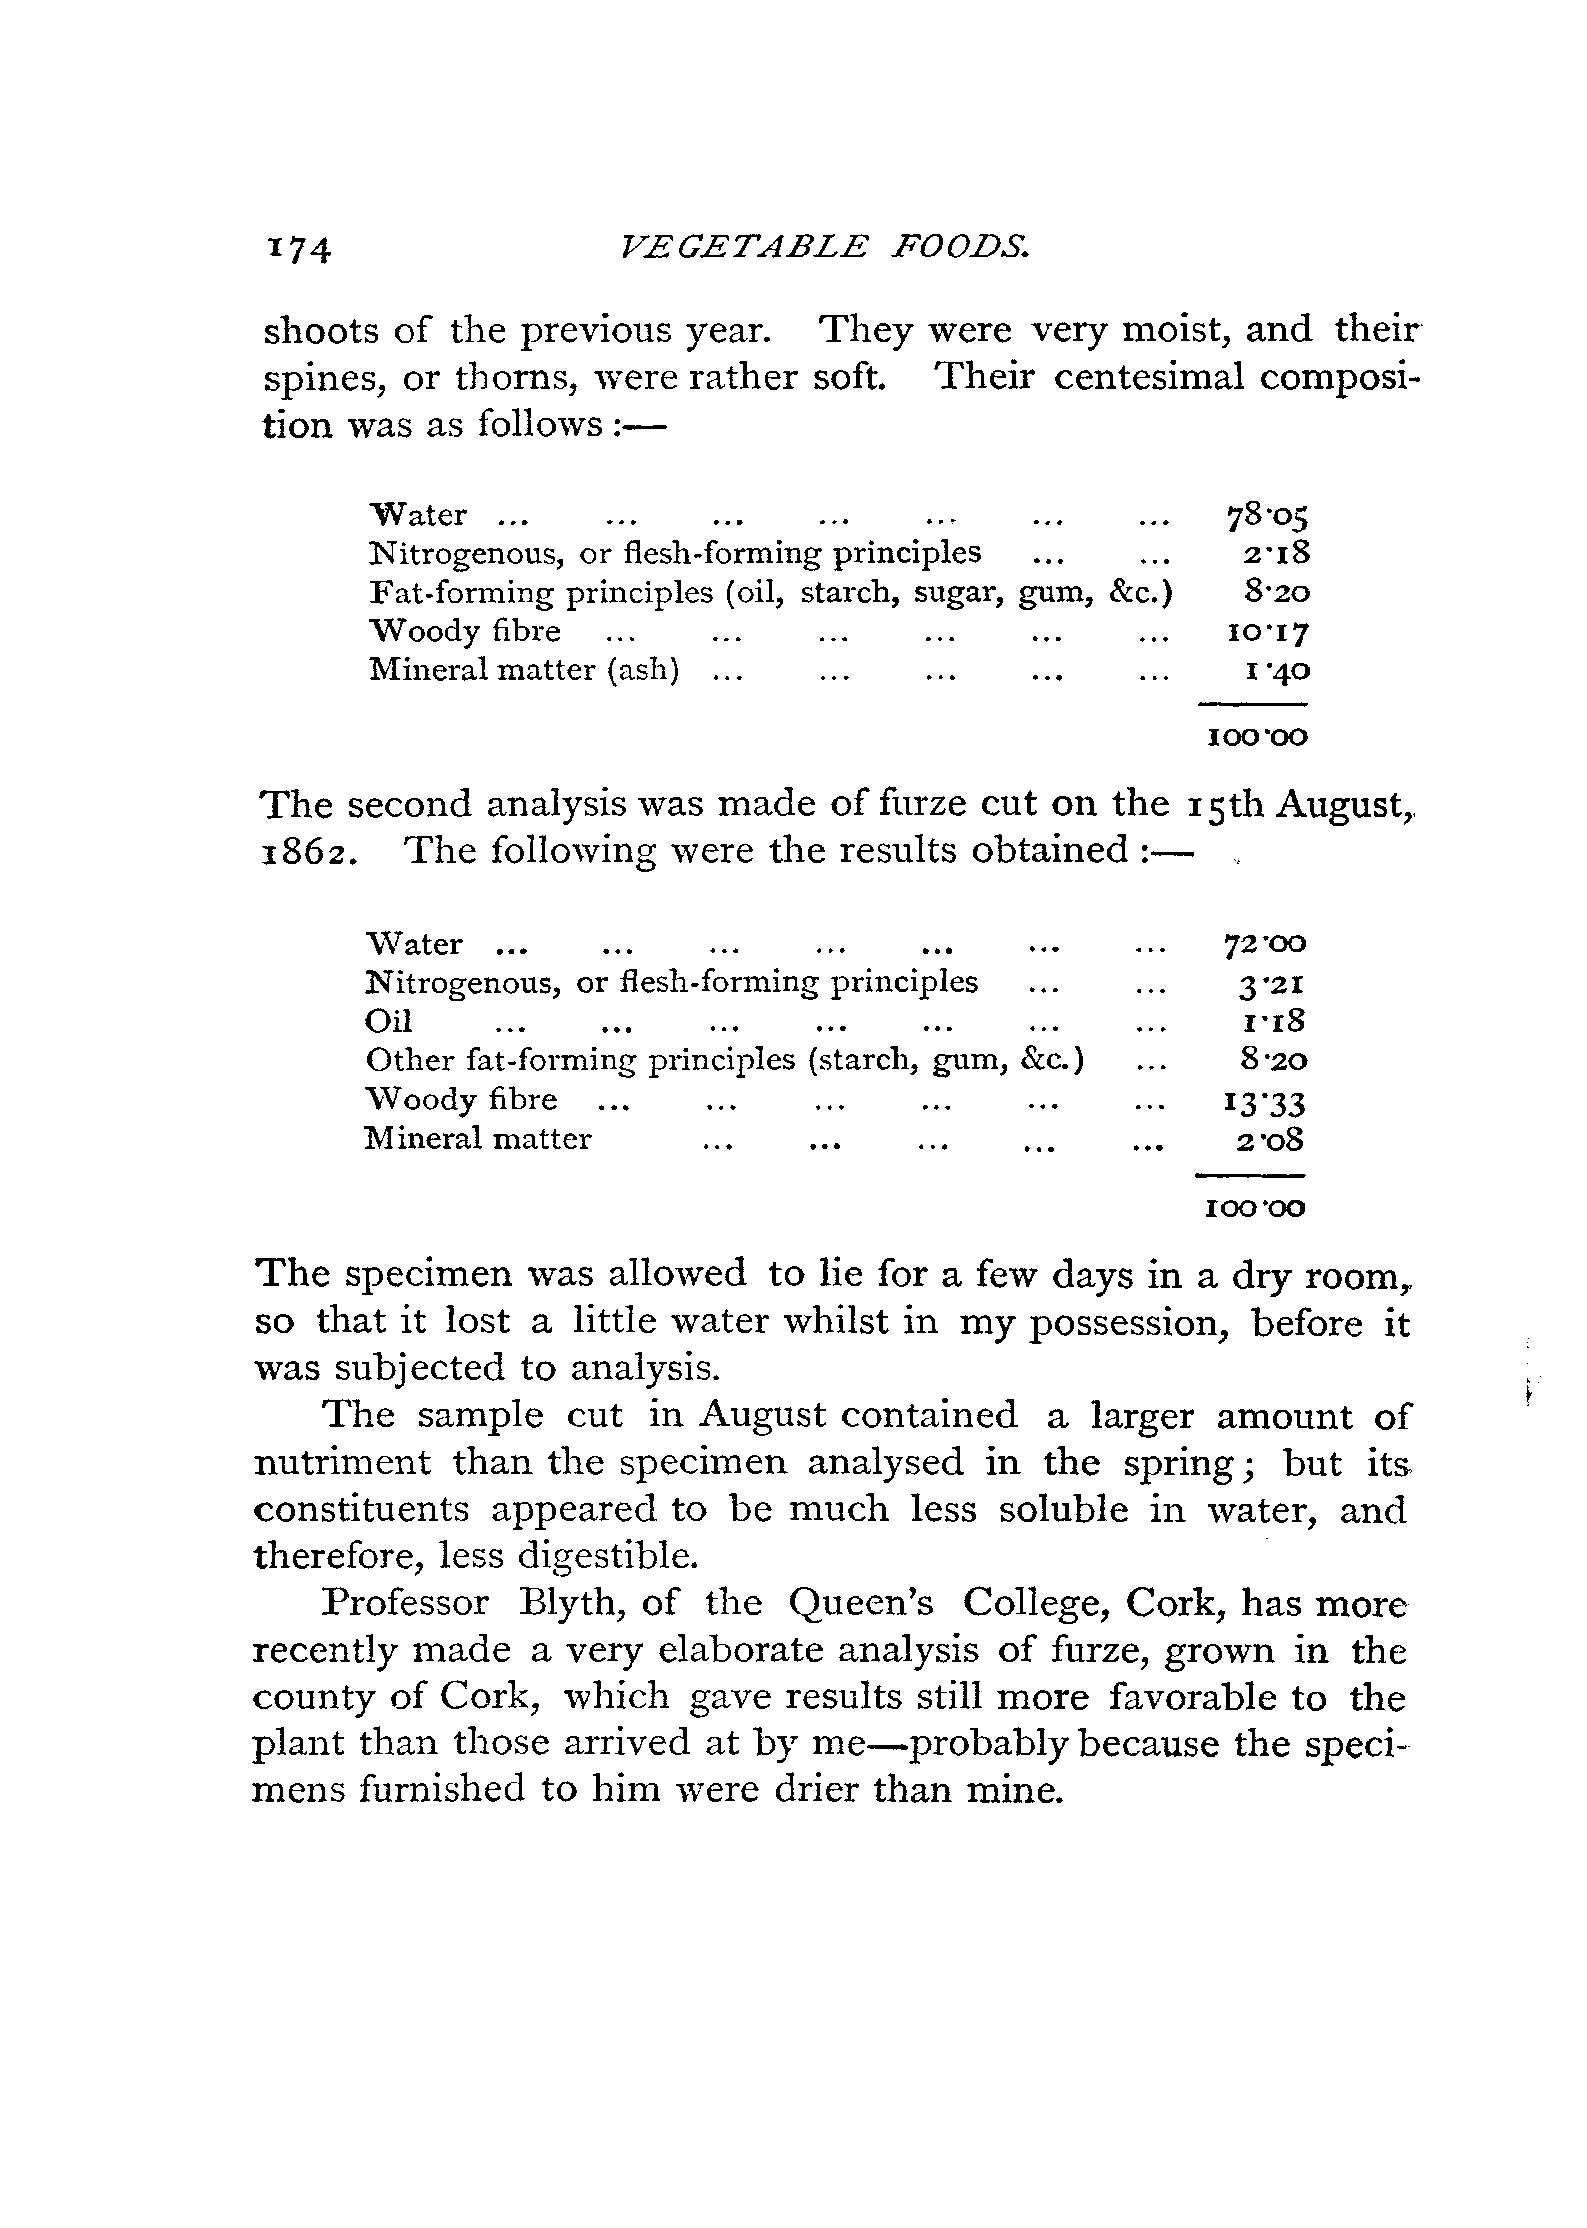 174 VEGETABLE FOODS.
shoots of the previous year. They were very moist, and their
spines, or thorns, were rather soft. Their centesimal composi-
tion was as follows :—
Water ... ... ... ... ... ... ... 78·05
Nitrogenous, or flesh-forming principles ... ... 2·18
Fat-forming principles (oil, starch, sugar, gum, &c.) 8·20
Woody fibre ... ... ... ... ... ... 10·17
Mineral matter (ash) ... ... ... ... ... 1·40
100·00
The second analysis was made of furze cut on the 15th August,
1862. The following were the results obtained :—
Water ... ... ... ... ... ... ... 72·00
Nitrogenous, or flesh-forming principles ... ... 3·21
Oil ... ... ... ... ... ... ... 1·18
Other fat-forming principles (starch, gum, &c.) ... 8·20
Woody fibre ... ... ... ... ... ... 13·33
Mineral matter ... ... ... ... ... 2·08
100·00
The specimen was allowed to lie for a few days in a dry room,
so that it lost a little water whilst in my possession, before it
was subjected to analysis.
The sample cut in August contained a larger amount of
nutriment than the specimen analysed in the spring; but its
constituents appeared to be much less soluble in water, and
therefore, less digestible.
Professor Blyth, of the Queen's College, Cork, has more
recently made a very elaborate analysis of furze, grown in the
county of Cork, which gave results still more favorable to the
plant than those arrived at by me—probably because the speci-
mens furnished to him were drier than mine.